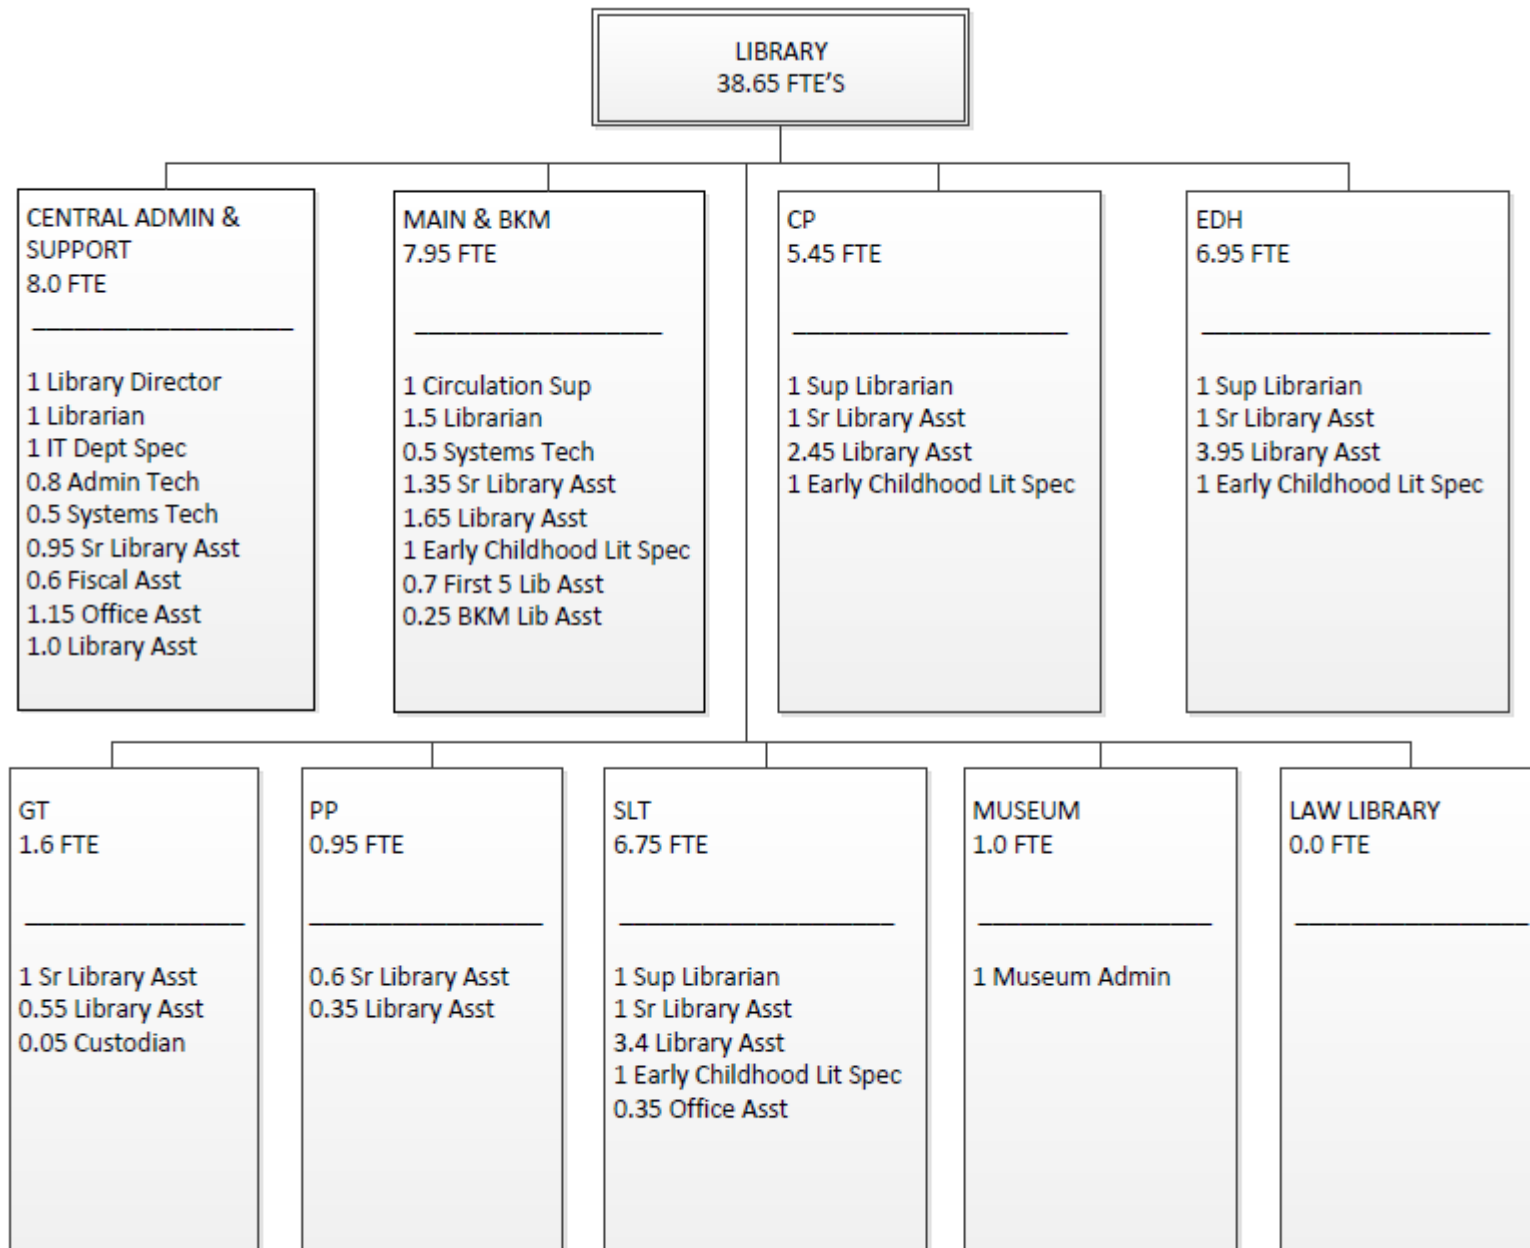 LIBRARY
38.65 FTE'S
CENTRAL ADMIN &
SUPPORT
8.0 FTE
1 Library Director
1 Librarian
1 IT Dept Spec
0.8 Admin Tech
0.5 Systems Tech
0.95 Sr Library Asst
0.6 Fiscal Asst
1.15 Office Asst
1.0 Library Asst
MAIN & BKM
7.95 FTE
1 Circulation Sup
1.5 Librarian
0.5 Systems Tech
1.35 Sr Library Asst
1.65 Library Asst
1 Early Childhood Lit Spec
0.7 First 5 Lib Asst
0.25 BKM Lib Asst
CP
5.45 FTE
1 Sup Librarian
1 Sr Library Asst
2.45 Library Asst
1 Early Childhood Lit Spec
EDH
6.95 FTE
1 Sup Librarian
1 Sr Library Asst
3.95 Library Asst
1 Early Childhood Lit Spec
GT
1.6 FTE
1 Sr Library Asst
0.55 Library Asst
0.05 Custodian
PP
0.95 FTE
0.6 Sr Library Asst
0.35 Library Asst
SLT
6.75 FTE
1 Sup Librarian
1 Sr Library Asst
3.4 Library Asst
1 Early Childhood Lit Spec
0.35 Office Asst
MUSEUM
1.0 FTE
1 Museum Admin
LAW LIBRARY
0.0 FTE